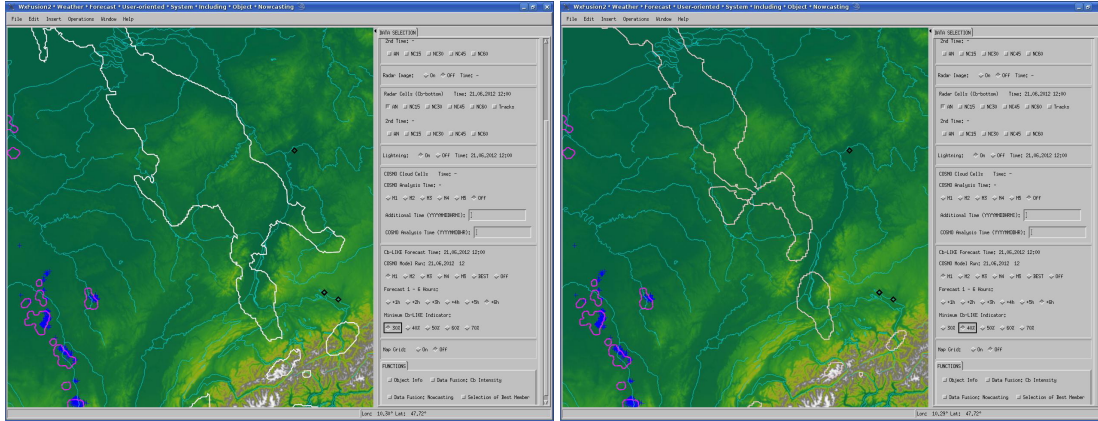 WxFusion2 * Weather * Forecast * User-oriented * System * Including * Object * Nowcasting
File Edit Insert Operations Window Help
DATA SELECTION
2nd Time: -
AN NC15 NC30 NC45 NC60
Radar Image: On OFF Time: -
Radar Cells (Cb-bottom) Time: 21.06.2012 12:00
AN NC15 NC30 NC45 NC60 Tracks
2nd Time: -
AN NC15 NC30 NC45 NC60
Lightning: On OFF Time: 21.06.2012 12:00
COSMO Cloud Cells Time: -
COSMO Analysis Time: -
M1 M2 M3 M4 M5 OFF
Additional Time (YYYYMMDDHRMI):
COSMO Analysis Time (YYYYMMDDHR):
Cb-LIKE Forecast Time: 21.06.2012 12:00
COSMO Model Run: 21.06.2012 12
M1 M2 M3 M4 M5 BEST OFF
Forecast 1 - 6 Hours:
+1h +2h +3h +4h +5h +6h
Minimum Cb-LIKE Indicator:
30% 40% 50% 60% 70%
Map Grid: On OFF
FUNCTIONS
Object Info Data Fusion: Cb Intensity
Data Fusion: Nowcasting Selection of Best Member
Lon: 10.30° Lat: 47.72°
WxFusion2 * Weather * Forecast * User-oriented * System * Including * Object * Nowcasting
File Edit Insert Operations Window Help
DATA SELECTION
2nd Time: -
AN NC15 NC30 NC45 NC60
Radar Image: On OFF Time: -
Radar Cells (Cb-bottom) Time: 21.06.2012 12:00
AN NC15 NC30 NC45 NC60 Tracks
2nd Time: -
AN NC15 NC30 NC45 NC60
Lightning: On OFF Time: 21.06.2012 12:00
COSMO Cloud Cells Time: -
COSMO Analysis Time: -
M1 M2 M3 M4 M5 OFF
Additional Time (YYYYMMDDHRMI):
COSMO Analysis Time (YYYYMMDDHR):
Cb-LIKE Forecast Time: 21.06.2012 12:00
COSMO Model Run: 21.06.2012 12
M1 M2 M3 M4 M5 BEST OFF
Forecast 1 - 6 Hours:
+1h +2h +3h +4h +5h +6h
Minimum Cb-LIKE Indicator:
30% 40% 50% 60% 70%
Map Grid: On OFF
FUNCTIONS
Object Info Data Fusion: Cb Intensity
Data Fusion: Nowcasting Selection of Best Member
Lon: 10.29° Lat: 47.72°